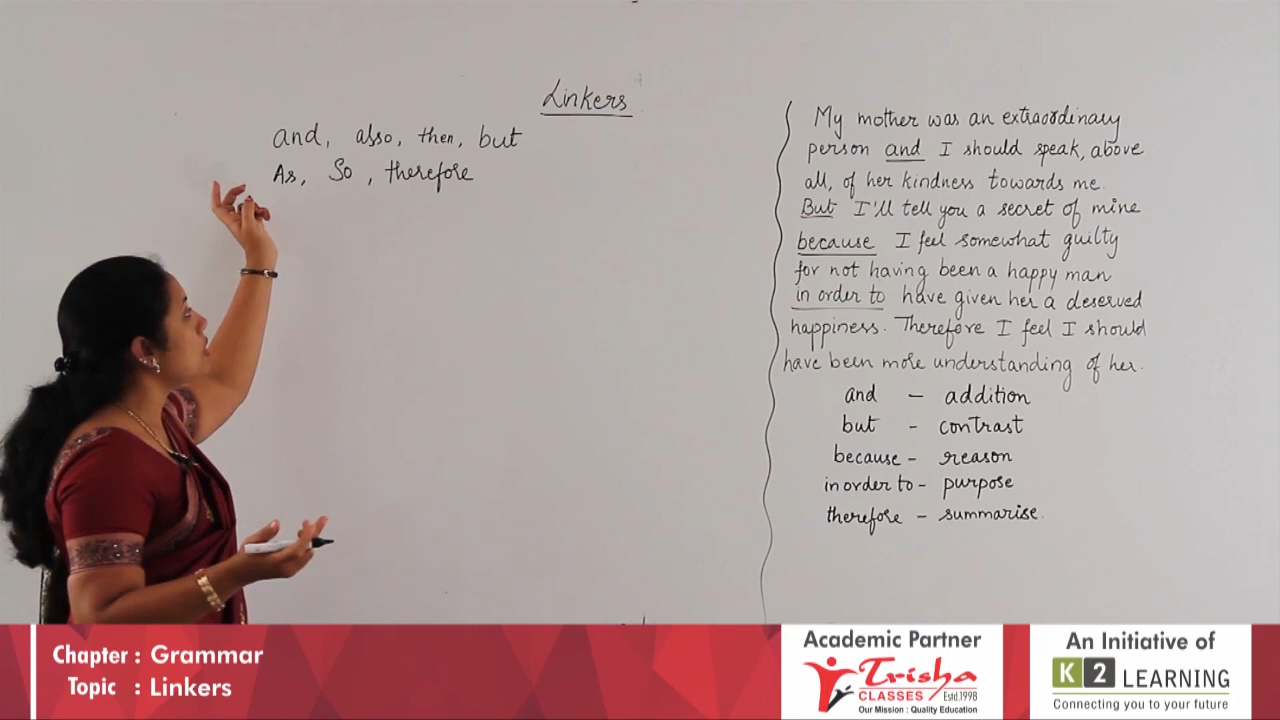 Linkers
and, also, then, but
As, So, therefore
My mother was an extraordinary
person and I should speak, above
all, of her kindness towards me.
But I'll tell you a secret of mine
because I feel somewhat guilty
for not having been a happy man
in order to have given her a deserved
happiness. Therefore I feel I should
have been more understanding of her.
and – addition
but - contrast
because – reason
in order to - purpose
therefore – summarise.
Chapter : Grammar
Topic : Linkers
Academic Partner
Trisha
CLASSES Estd.1998
Our Mission : Quality Education
An Initiative of
K2 LEARNING
Connecting you to your future